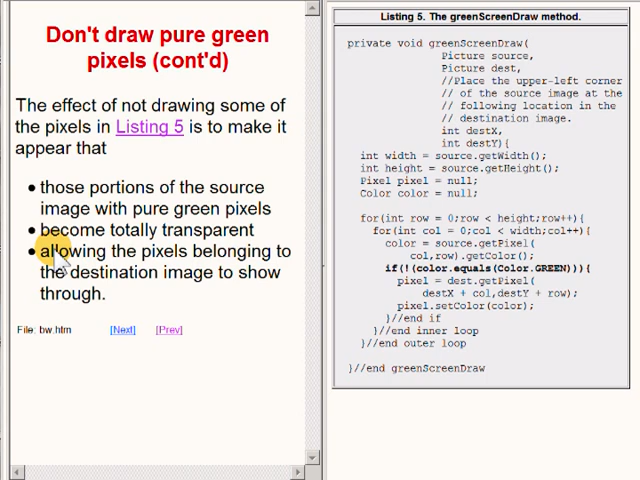 Don't draw pure green
pixels (cont'd)
The effect of not drawing some of
the pixels in Listing 5 is to make it
appear that
• those portions of the source
image with pure green pixels
• become totally transparent
• allowing the pixels belonging to
the destination image to show
through.
File: bw.htm [Next] [Prev]
Listing 5. The greenScreenDraw method.
private void greenScreenDraw(
Picture source,
Picture dest,
//Place the upper-left corner
// of the source image at the
// following location in the
// destination image.
int destX,
int destY){
int width = source.getWidth();
int height = source.getHeight();
Pixel pixel = null;
Color color = null;
for(int row = 0;row < height;row++){
for(int col = 0;col < width;col++){
color = source.getPixel(
col,row).getColor();
if(!(color.equals(Color.GREEN))){
pixel = dest.getPixel(
destX + col,destY + row);
pixel.setColor(color);
}//end if
}//end inner loop
}//end outer loop
}//end greenScreenDraw